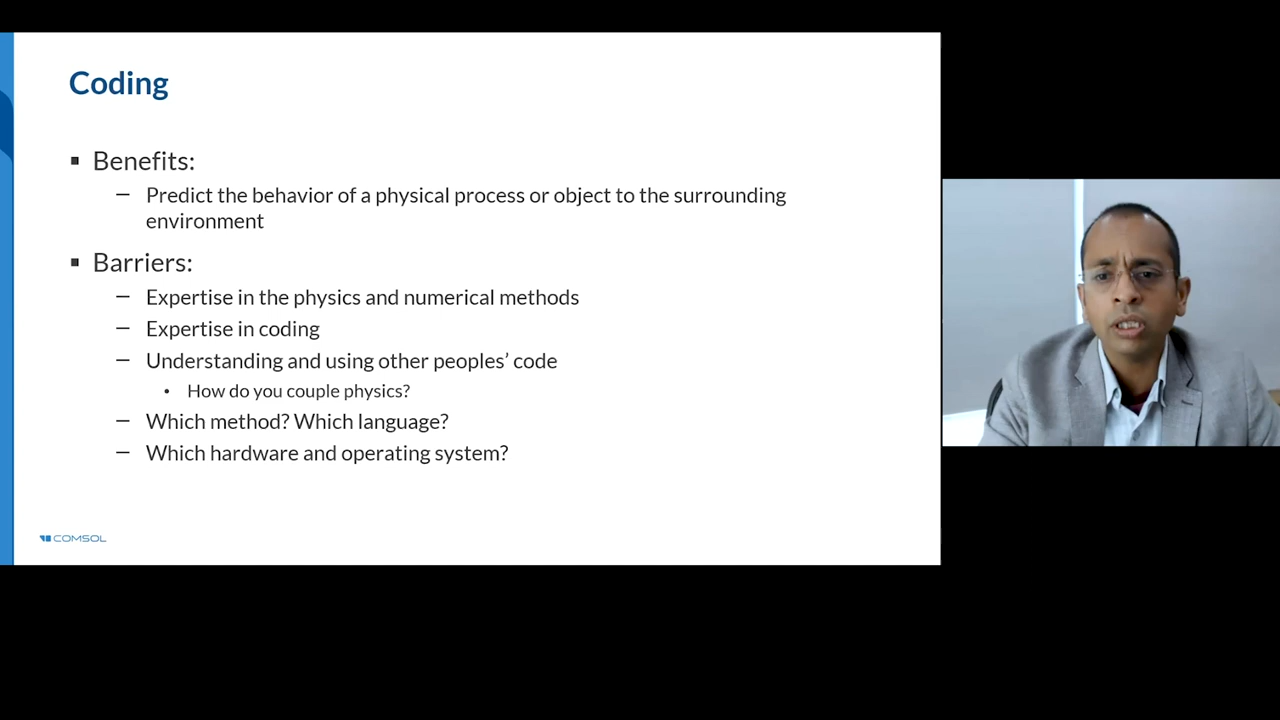 Coding
Benefits:
Predict the behavior of a physical process or object to the surrounding
environment
Barriers:
Expertise in the physics and numerical methods
Expertise in coding
Understanding and using other peoples’ code
How do you couple physics?
Which method? Which language?
Which hardware and operating system?
COMSOL